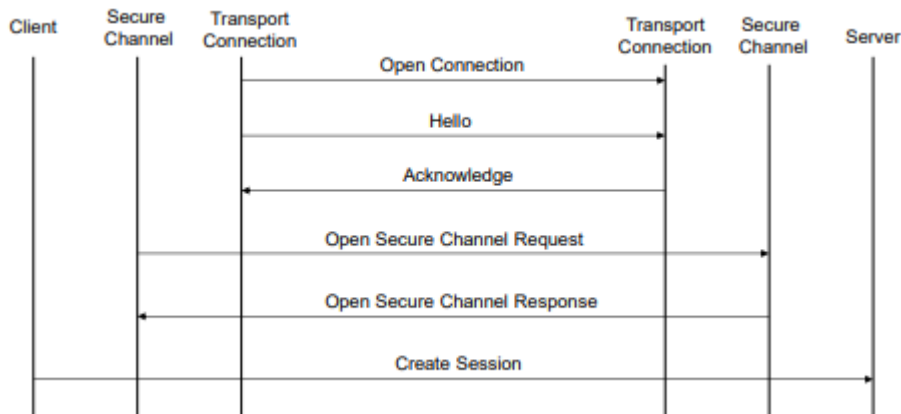 Client
Secure
Channel
Transport
Connection
Transport
Connection
Secure
Channel
Server
Open Connection
Hello
Acknowledge
Open Secure Channel Request
Open Secure Channel Response
Create Session